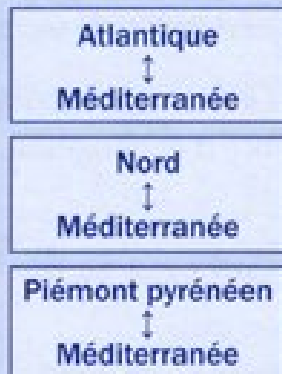 Atlantique
↕
Méditerranée
Nord
↕
Méditerranée
Piémont pyrénéen
↕
Méditerranée